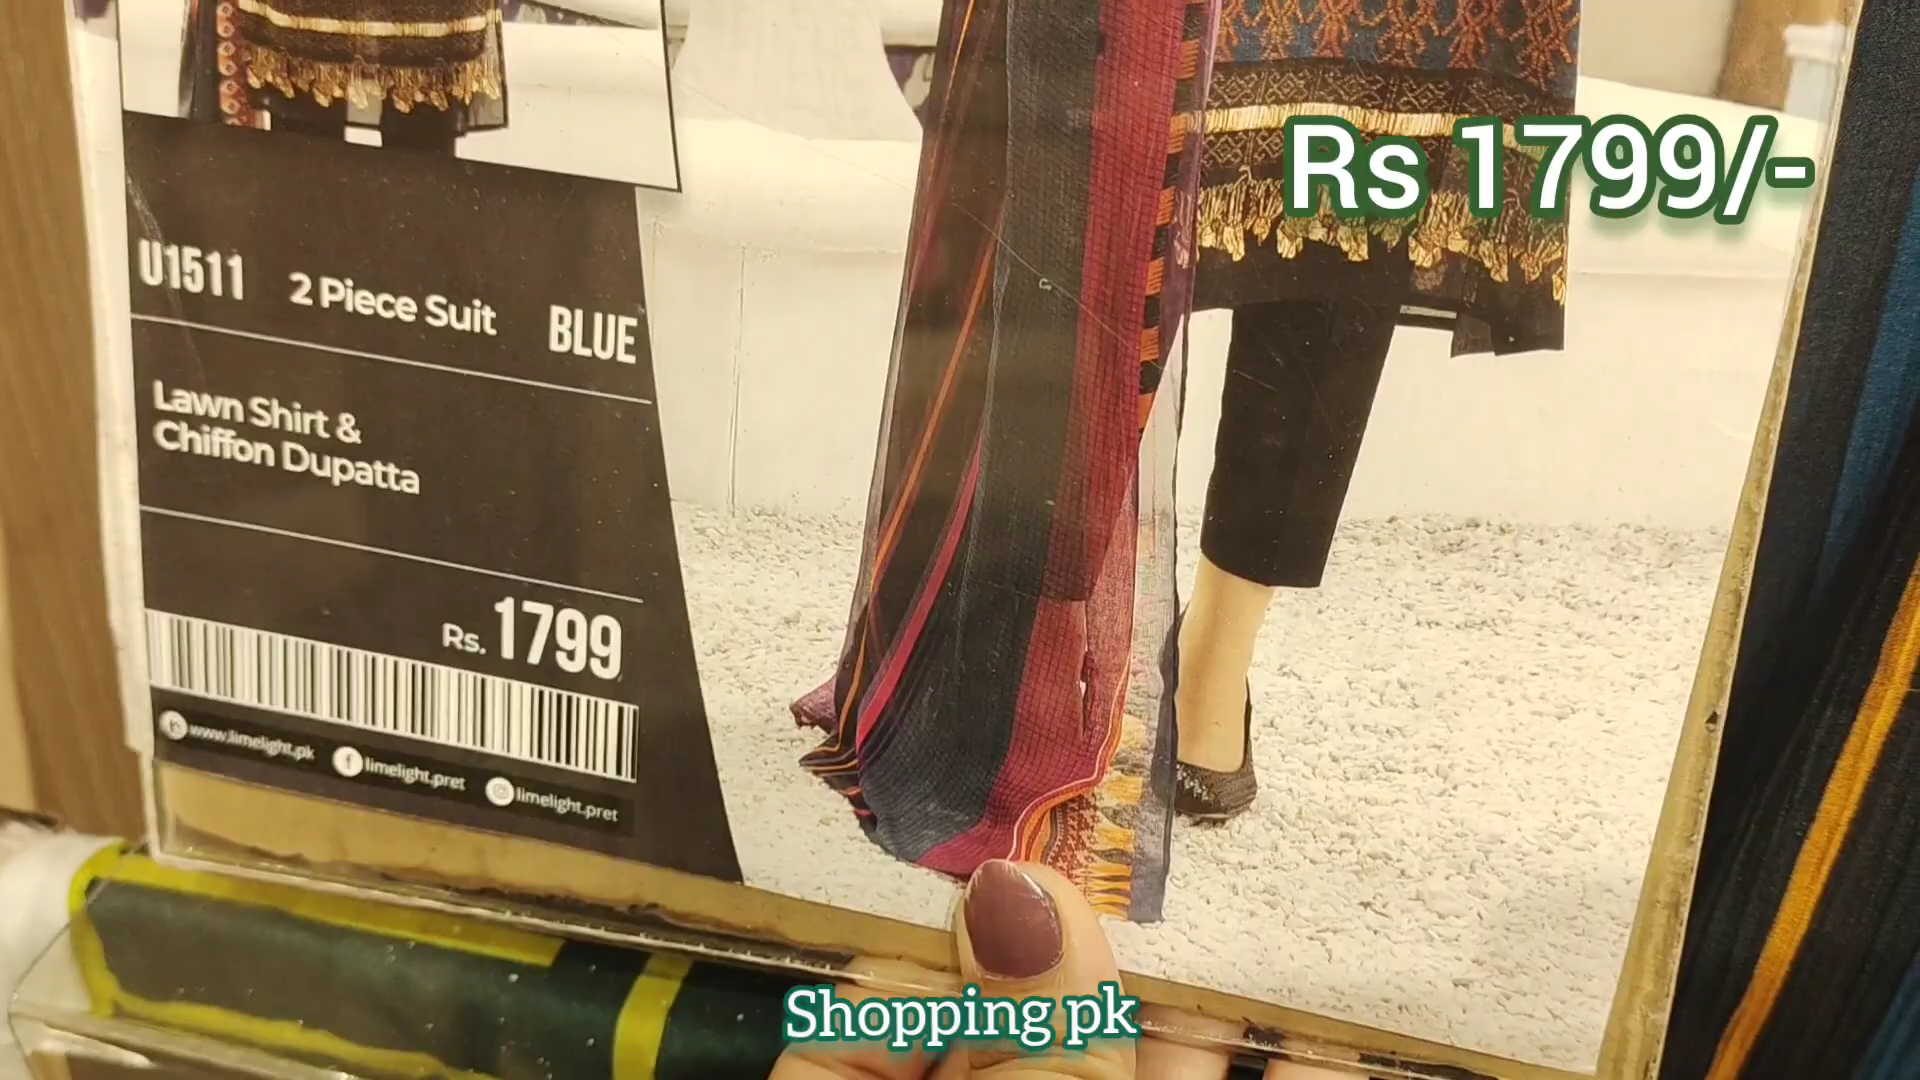 Rs 1799/-
U1511 2 Piece Suit BLUE
Lawn Shirt &
Chiffon Dupatta
Rs. 1799
www.limelight.pk limelight.pret limelight.pret
Shopping pk